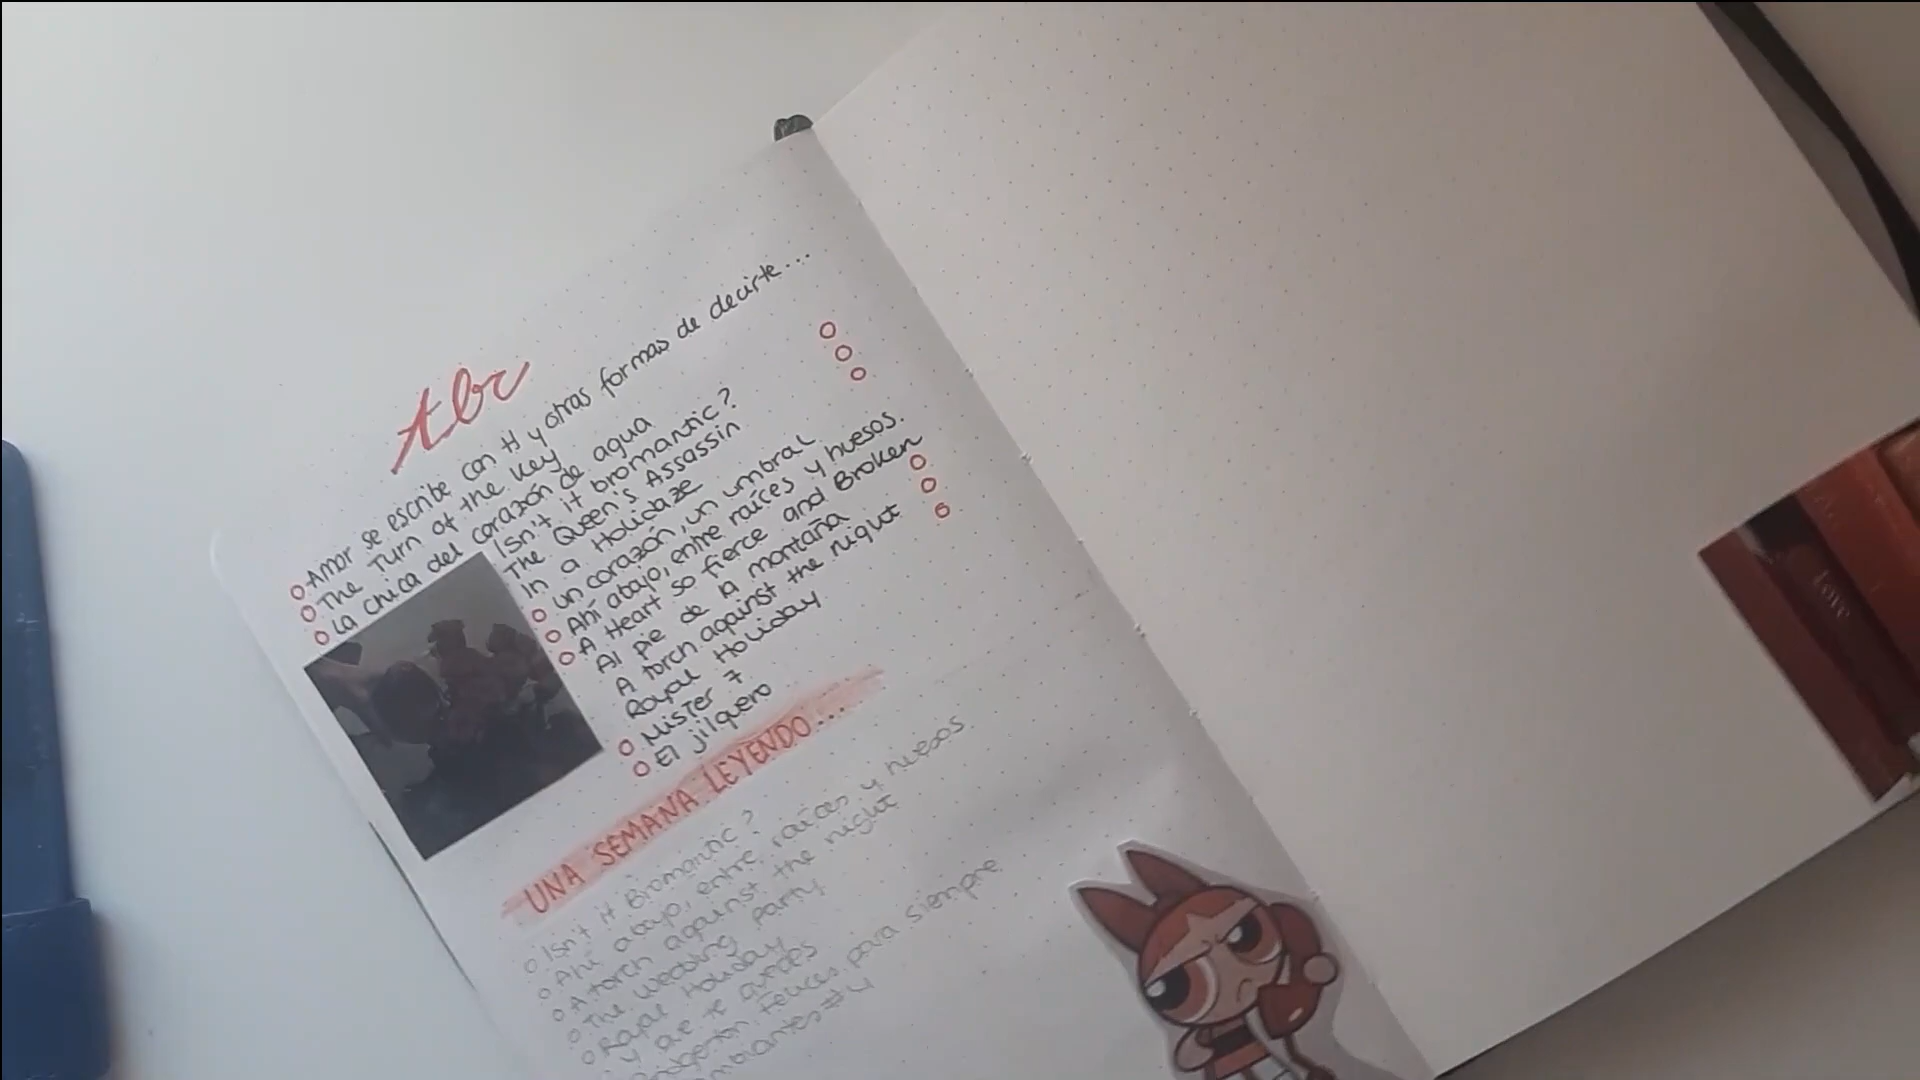 tbr
Amor se escribe con H y otras formas de decirte...
The Turn of the Key
La chica del corazón de agua
Isn't it bromantic?
The Queen's Assassin
In a Holidaze
Un corazón, un umbral
Ahí abajo, entre raíces y huesos.
A Heart so fierce and Broken
Al pie de la montaña
A torch against the night
Royal Holiday
Mister 7
El jilguero
UNA SEMANA LEYENDO...
Isn't it Bromantic?
Ahí abajo, entre raíces y huesos
A torch against the night
The wedding party
Royal Holiday
Y que te quedes
Bridgerton felices para siempre
#4
love